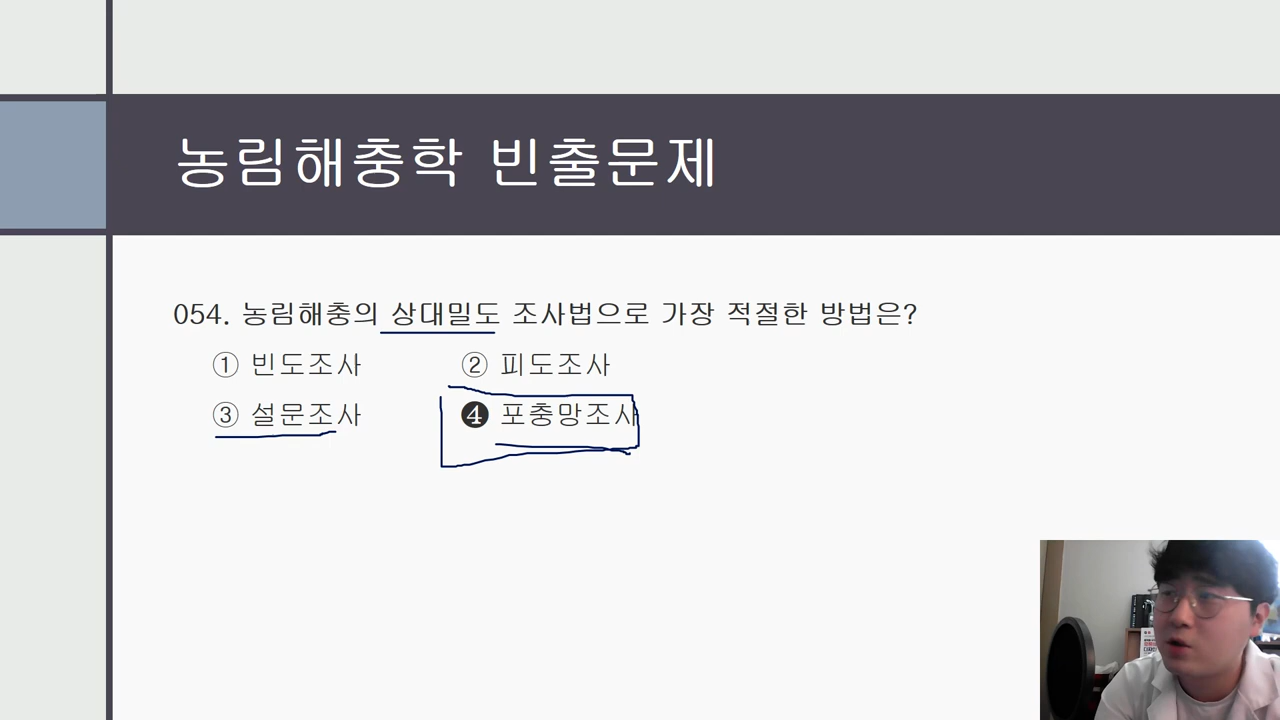 농림해충학 빈출문제
054. 농림해충의 상대밀도 조사법으로 가장 적절한 방법은?
① 빈도조사 ② 피도조사
③ 설문조사 ❹ 포충망조사